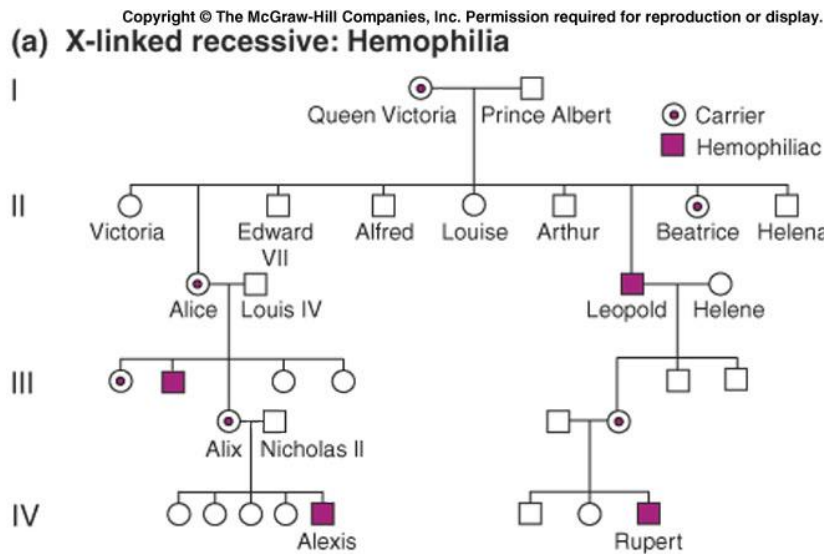 Copyright © The McGraw-Hill Companies, Inc. Permission required for reproduction or display.
(a) X-linked recessive: Hemophilia
I
Queen Victoria Prince Albert
Carrier
Hemophiliac
II
Victoria Edward VII Alfred Louise Arthur Beatrice Helena
Alice Louis IV Leopold Helene
III
Alix Nicholas II
IV
Alexis Rupert